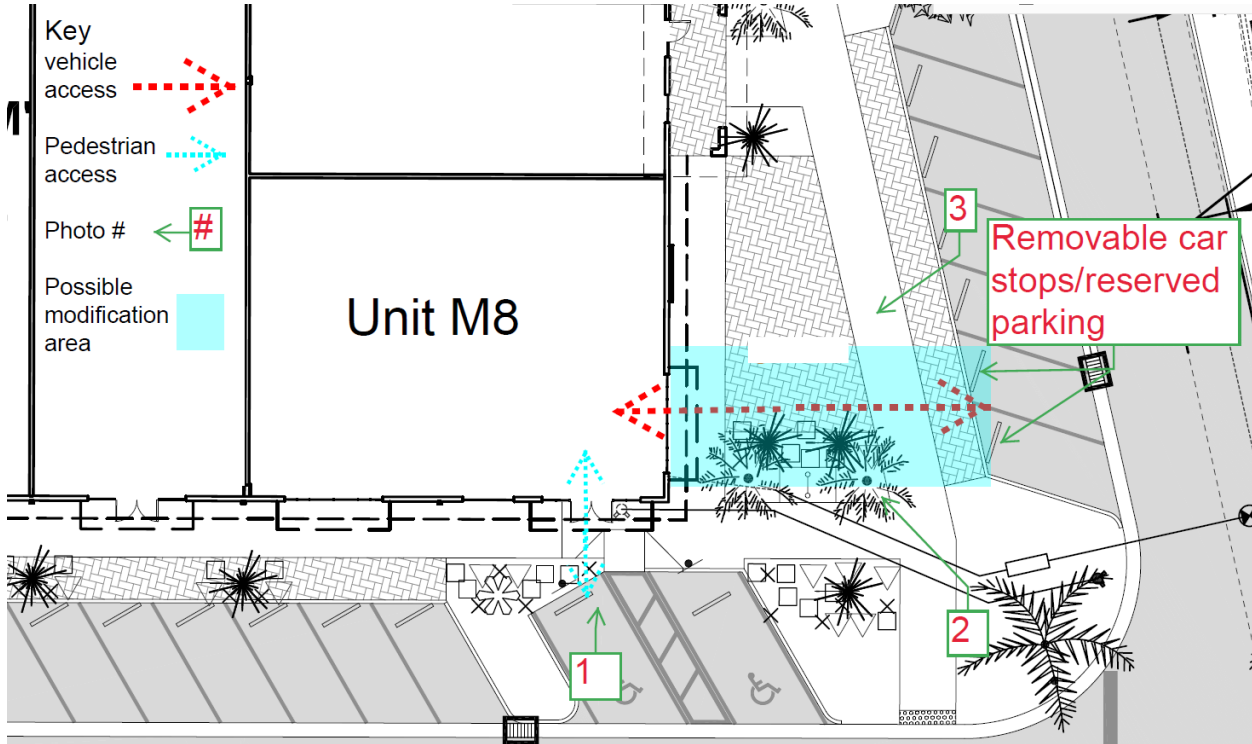 Key
vehicle
access
Pedestrian
access
Photo #
#
Possible
modification
area
Unit M8
3
Removable car
stops/reserved
parking
2
1